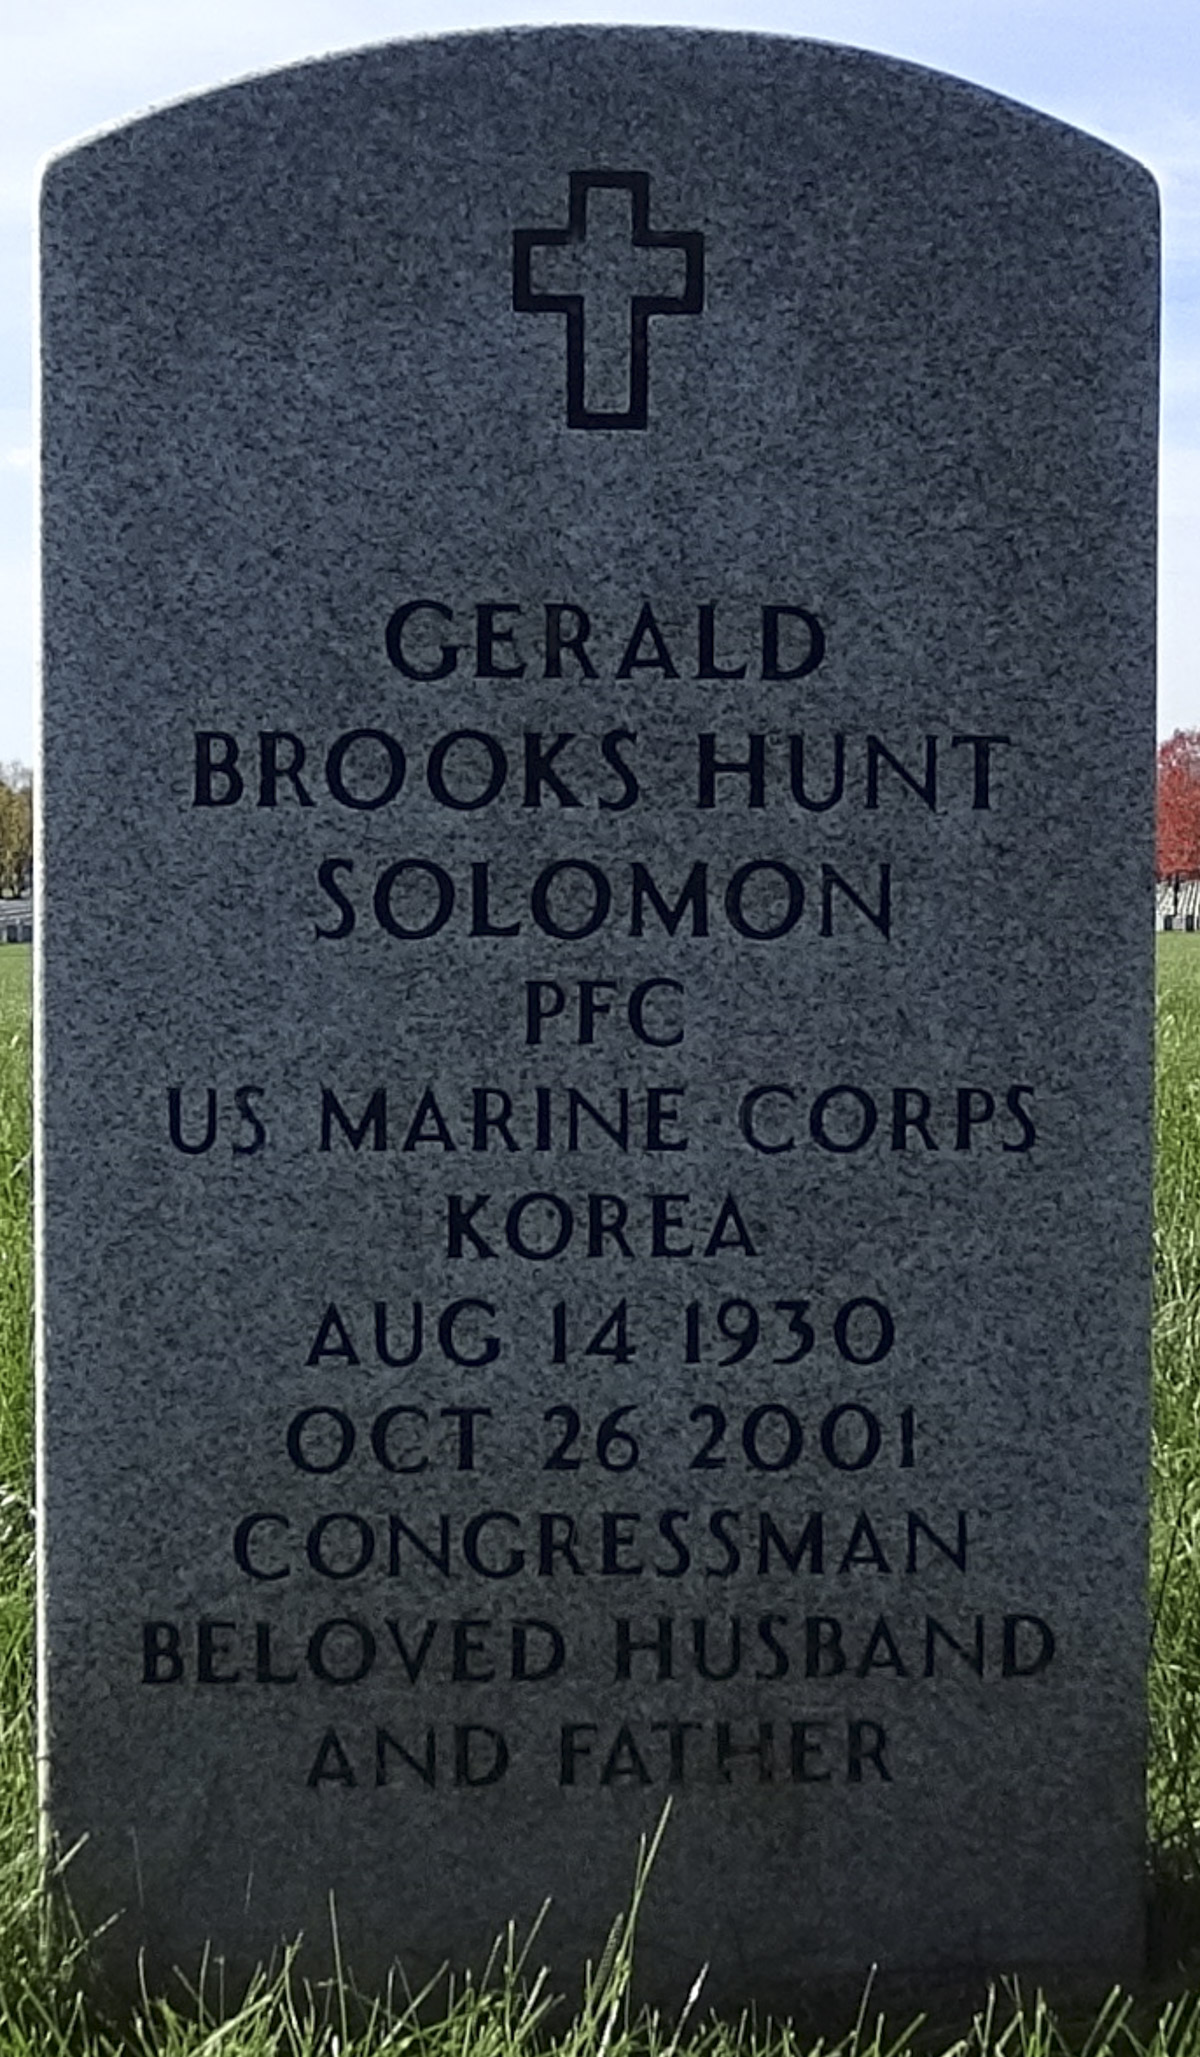 GERALD
BROOKS HUNT
SOLOMON
PFC
US MARINE CORPS
KOREA
AUG 14 1930
OCT 26 2001
CONGRESSMAN
BELOVED HUSBAND
AND FATHER